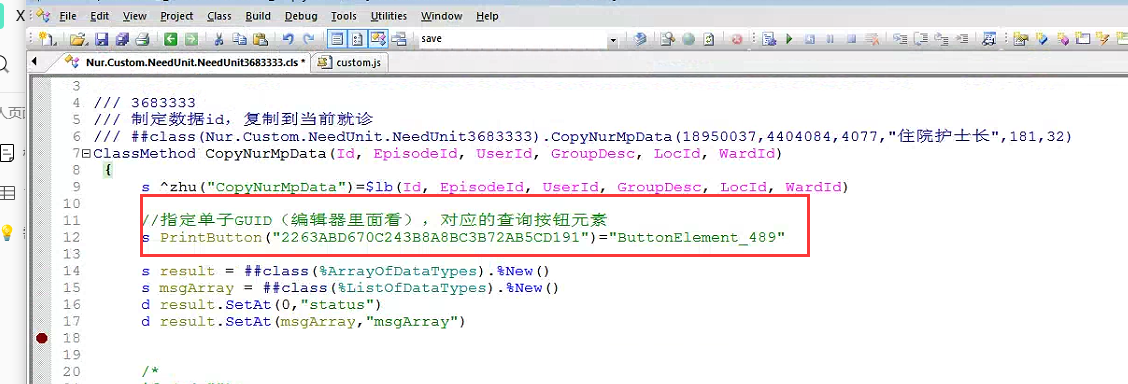 File Edit View Project Class Build Debug Tools Utilities Window Help
save
Nur.Custom.NeedUnit.NeedUnit3683333.cls * custom.js
3
4 /// 3683333
5 /// 制定数据id，复制到当前就诊
6 /// ##class(Nur.Custom.NeedUnit.NeedUnit3683333).CopyNurMpData(18950037,4404084,4077,"住院护士长",181,32)
7 ClassMethod CopyNurMpData(Id, EpisodeId, UserId, GroupDesc, LocId, WardId)
8 {
9 s ^zhu("CopyNurMpData")=$lb(Id, EpisodeId, UserId, GroupDesc, LocId, WardId)
10
11 //指定单子GUID（编辑器里面看），对应的查询按钮元素
12 s PrintButton("2263ABD670C243B8A8BC3B72AB5CD191")="ButtonElement_489"
13
14 s result = ##class(%ArrayOfDataTypes).%New()
15 s msgArray = ##class(%ListOfDataTypes).%New()
16 d result.SetAt(0,"status")
17 d result.SetAt(msgArray,"msgArray")
18
19
20 /*